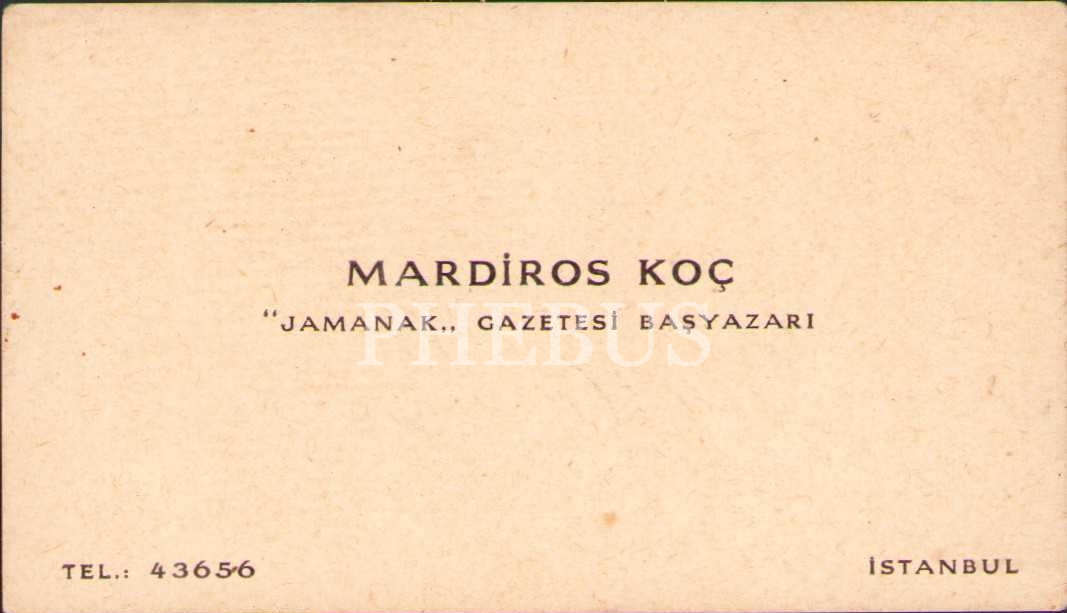 MARDİROS KOÇ
"JAMANAK,, GAZETESİ BAŞYAZARI
PHEBUS
TEL.: 43656
İSTANBUL